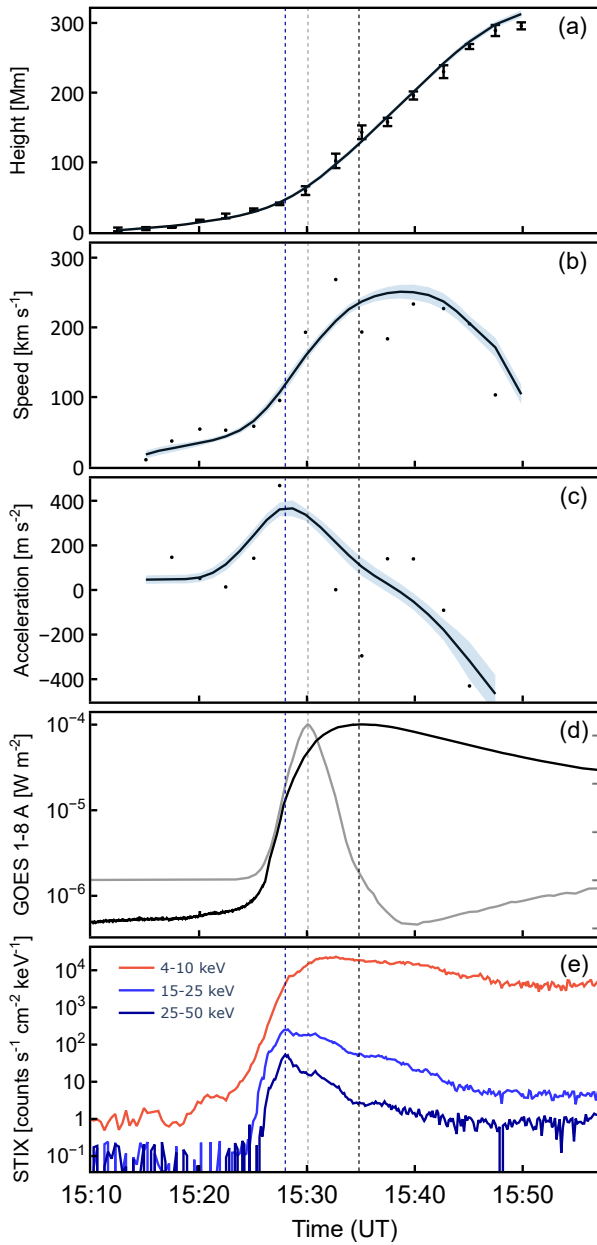 300
200
100
0
Height [Mm]
(a)
300
200
100
0
Speed [km s⁻¹]
(b)
400
200
0
−200
−400
Acceleration [m s⁻²]
(c)
10⁻⁴
10⁻⁵
10⁻⁶
GOES 1-8 A [W m⁻²]
(d)
10⁴
10³
10²
10
1
10⁻¹
STIX [counts s⁻¹ cm⁻² keV⁻¹]
4-10 keV
15-25 keV
25-50 keV
(e)
15:10 15:20 15:30 15:40 15:50
Time (UT)